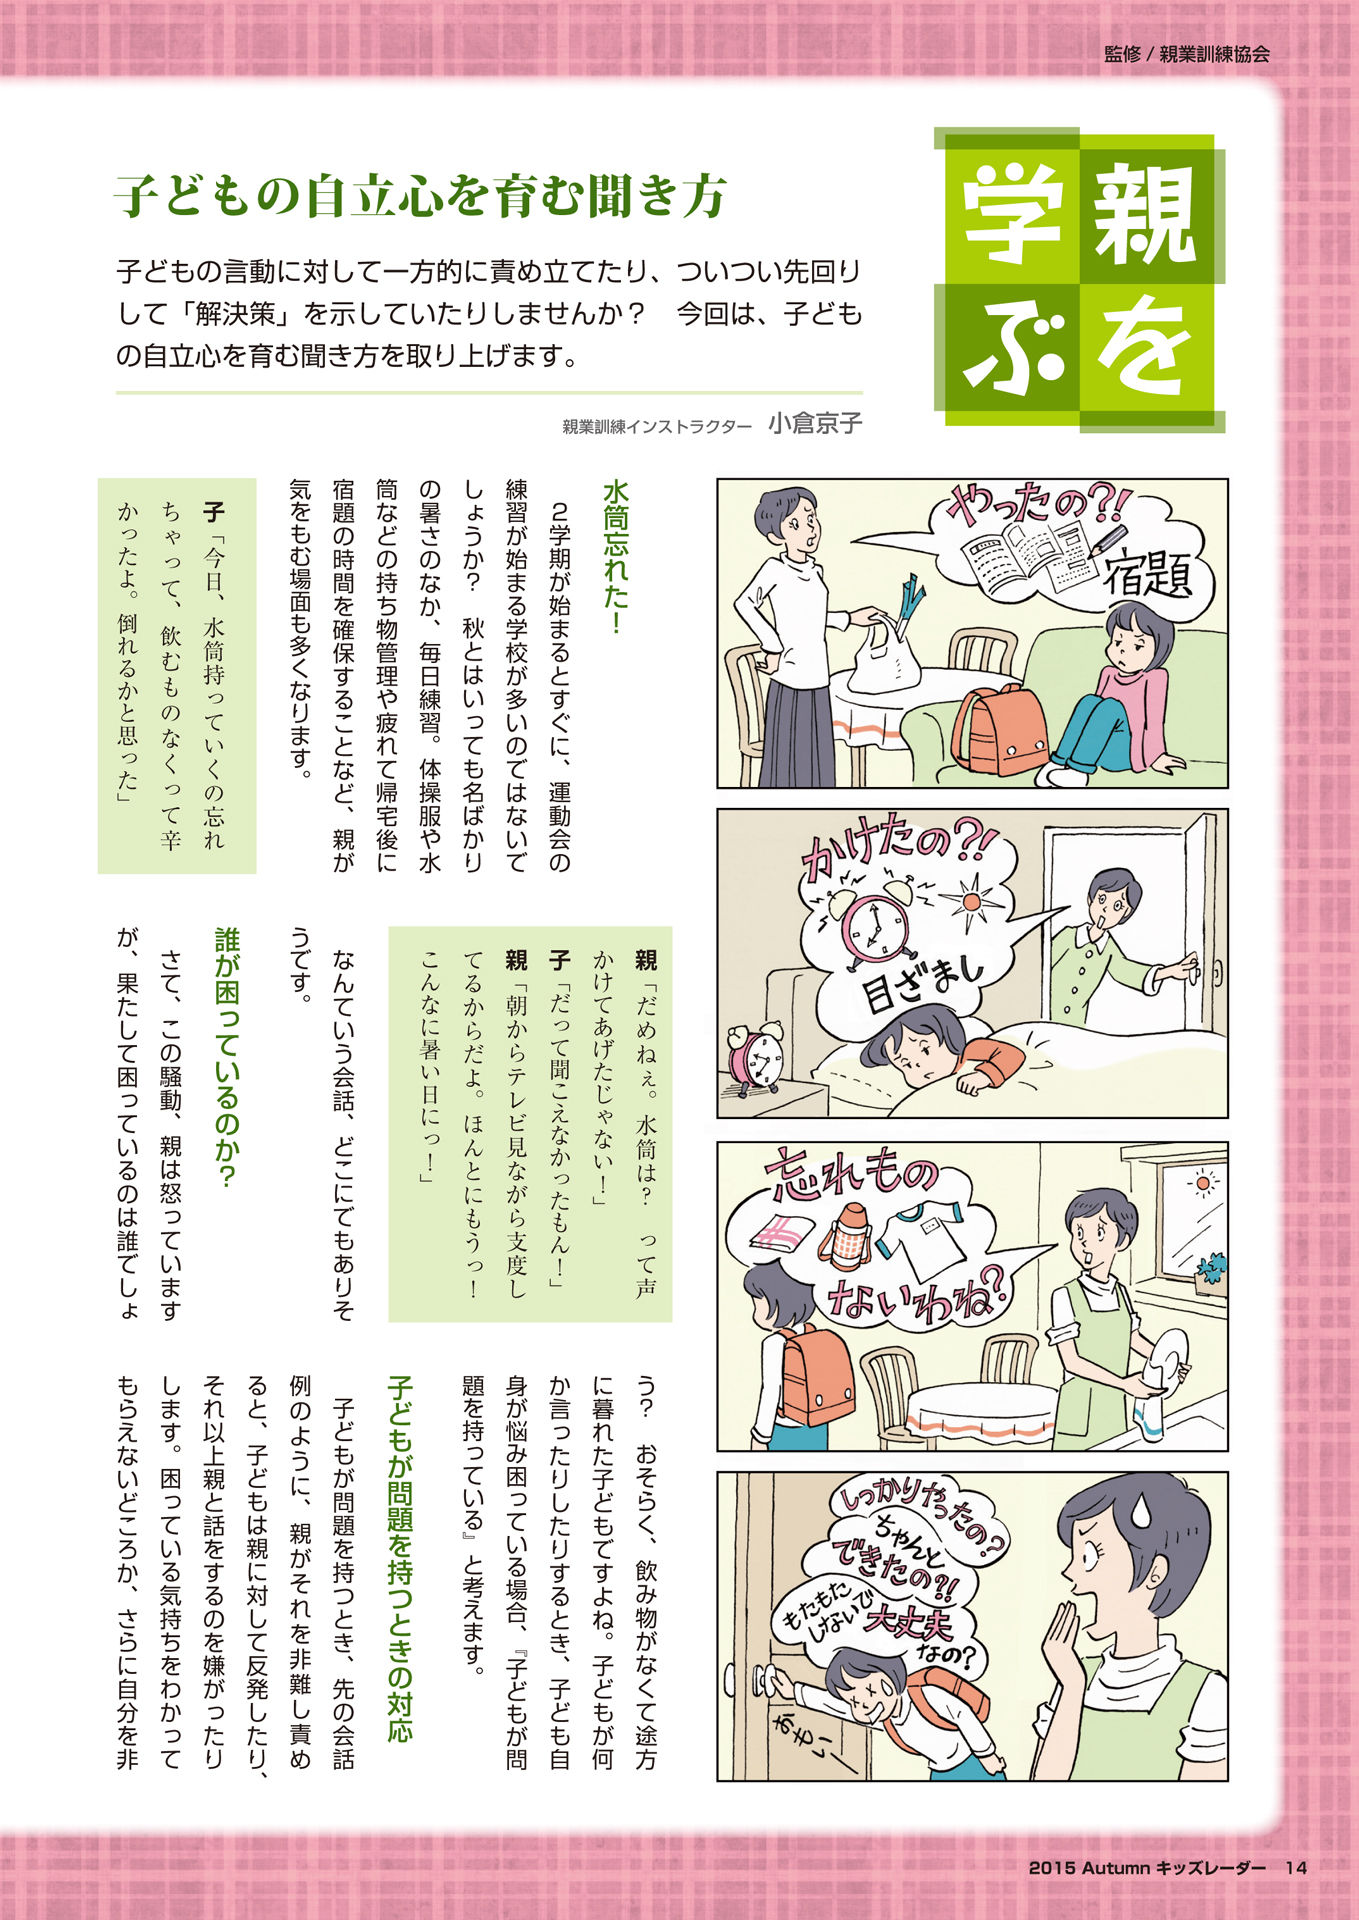 監修 / 親業訓練協会
親を
学ぶ
子どもの自立心を育む聞き方
子どもの言動に対して一方的に責め立てたり、ついつい先回り
して「解決策」を示していたりしませんか？　今回は、子ども
の自立心を育む聞き方を取り上げます。
親業訓練インストラクター　小倉京子
やったの?!
宿題
かけたの?!
目ざまし
忘れもの
ないわね?
しっかりやったの?
ちゃんと
できたの?!
もたもた
しないで
大丈夫
なの?
おもい〜
水筒忘れた！
２学期が始まるとすぐに、運動会の
練習が始まる学校が多いのではないで
しょうか？　秋とはいっても名ばかり
の暑さのなか、毎日練習。体操服や水
筒などの持ち物管理や疲れて帰宅後に
宿題の時間を確保することなど、親が
気をもむ場面も多くなります。
子「今日、水筒持っていくの忘れ
ちゃって、飲むものなくって辛
かったよ。倒れるかと思った」
親「だめねぇ。水筒は？　って声
かけてあげたじゃない！」
子「だって聞こえなかったもん！」
親「朝からテレビ見ながら支度し
てるからだよ。ほんとにもうっ！
こんなに暑い日にっ！」
なんていう会話、どこにでもありそ
うです。
誰が困っているのか？
さて、この騒動、親は怒っています
が、果たして困っているのは誰でしょ
う？　おそらく、飲み物がなくて途方
に暮れた子どもですよね。子どもが何
か言ったりしたりするとき、子ども自
身が悩み困っている場合、『子どもが問
題を持っている』と考えます。
子どもが問題を持つときの対応
子どもが問題を持つとき、先の会話
例のように、親がそれを非難し責め
ると、子どもは親に対して反発したり、
それ以上親と話をするのを嫌がったり
します。困っている気持ちをわかって
もらえないどころか、さらに自分を非
2015 Autumn キッズレーダー　14